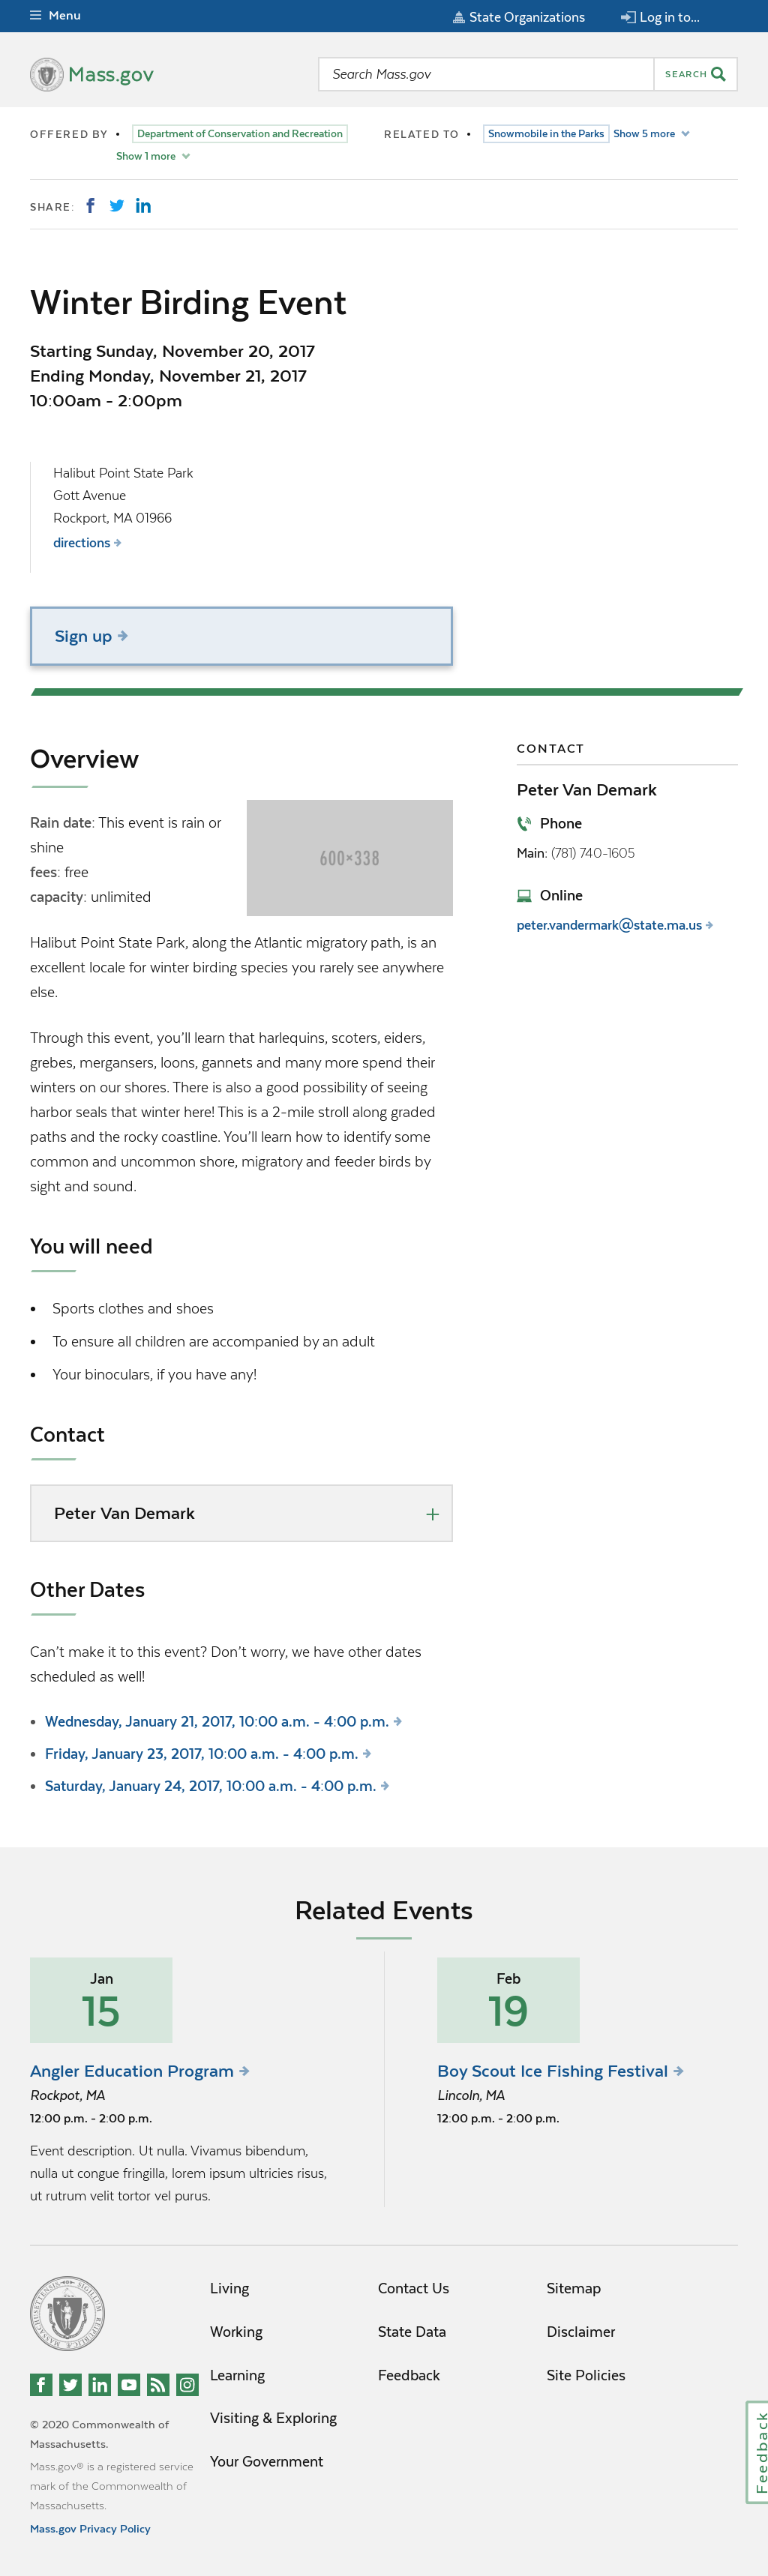 Menu
State Organizations
Log in to...
Mass.gov
Search Mass.gov
SEARCH
OFFERED BY • Department of Conservation and Recreation
Show 1 more
RELATED TO • Snowmobile in the Parks Show 5 more
SHARE:
Winter Birding Event
Starting Sunday, November 20, 2017
Ending Monday, November 21, 2017
10:00am - 2:00pm
Halibut Point State Park
Gott Avenue
Rockport, MA 01966
directions
Sign up
Overview
Rain date: This event is rain or
shine
fees: free
capacity: unlimited
600×338
Halibut Point State Park, along the Atlantic migratory path, is an
excellent locale for winter birding species you rarely see anywhere
else.
Through this event, you’ll learn that harlequins, scoters, eiders,
grebes, mergansers, loons, gannets and many more spend their
winters on our shores. There is also a good possibility of seeing
harbor seals that winter here! This is a 2-mile stroll along graded
paths and the rocky coastline. You’ll learn how to identify some
common and uncommon shore, migratory and feeder birds by
sight and sound.
You will need
• Sports clothes and shoes
• To ensure all children are accompanied by an adult
• Your binoculars, if you have any!
Contact
Peter Van Demark
Other Dates
Can’t make it to this event? Don’t worry, we have other dates
scheduled as well!
• Wednesday, January 21, 2017, 10:00 a.m. - 4:00 p.m.
• Friday, January 23, 2017, 10:00 a.m. - 4:00 p.m.
• Saturday, January 24, 2017, 10:00 a.m. - 4:00 p.m.
CONTACT
Peter Van Demark
Phone
Main: (781) 740-1605
Online
peter.vandermark@state.ma.us
Related Events
Jan
15
Angler Education Program
Rockpot, MA
12:00 p.m. - 2:00 p.m.
Event description. Ut nulla. Vivamus bibendum,
nulla ut congue fringilla, lorem ipsum ultricies risus,
ut rutrum velit tortor vel purus.
Feb
19
Boy Scout Ice Fishing Festival
Lincoln, MA
12:00 p.m. - 2:00 p.m.
Living
Working
Learning
Visiting & Exploring
Your Government
Contact Us
State Data
Feedback
Sitemap
Disclaimer
Site Policies
© 2020 Commonwealth of
Massachusetts.
Mass.gov® is a registered service
mark of the Commonwealth of
Massachusetts.
Mass.gov Privacy Policy
Feedback